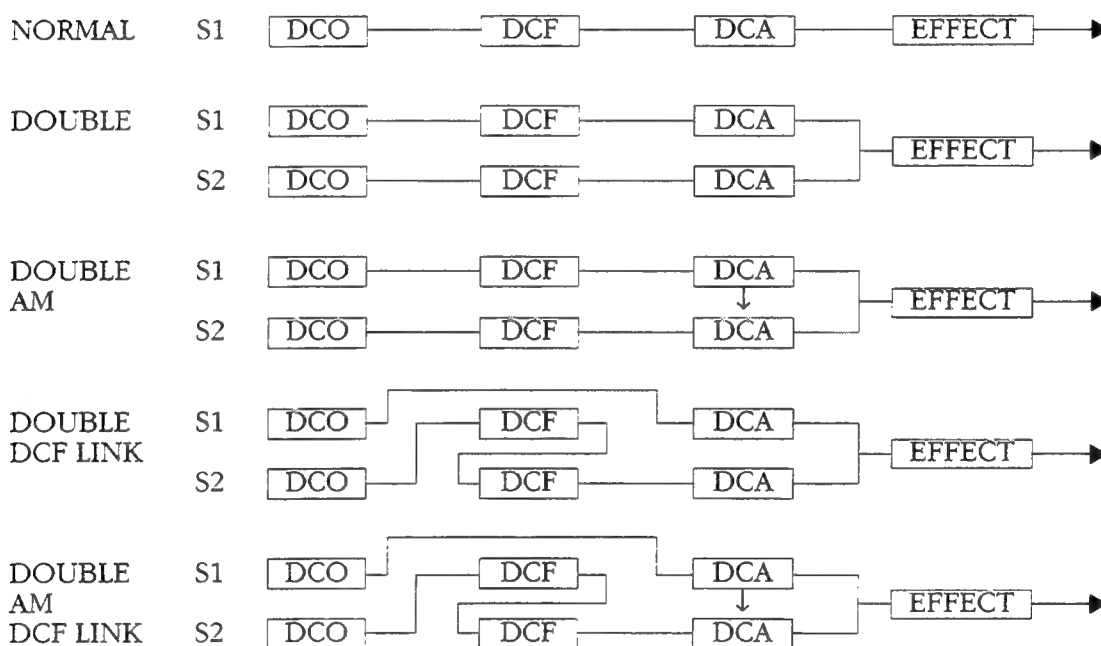 NORMAL S1 DCO DCF DCA EFFECT
DOUBLE S1 DCO DCF DCA
EFFECT
S2 DCO DCF DCA
DOUBLE S1 DCO DCF DCA
AM EFFECT
S2 DCO DCF DCA
DOUBLE S1 DCO DCF DCA
DCF LINK EFFECT
S2 DCO DCF DCA
DOUBLE S1 DCO DCF DCA
AM EFFECT
DCF LINK S2 DCO DCF DCA